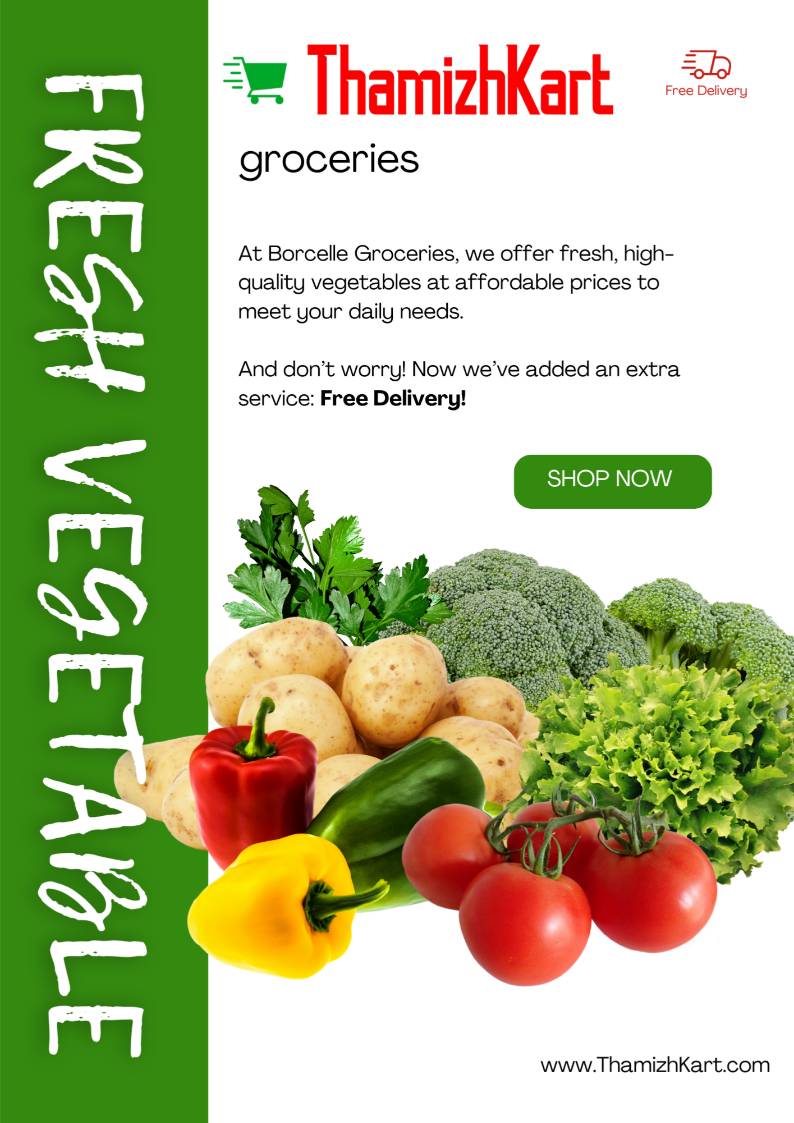 FRESH VEGETABLE
ThamizhKart
Free Delivery
groceries
At Borcelle Groceries, we offer fresh, high-
quality vegetables at affordable prices to
meet your daily needs.
And don't worry! Now we've added an extra
service: Free Delivery!
SHOP NOW
www.ThamizhKart.com